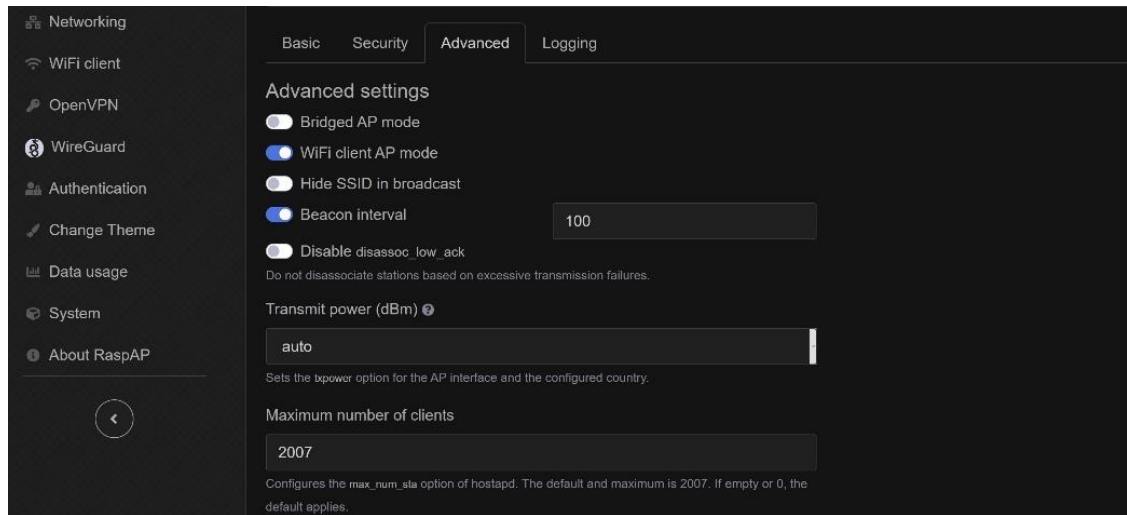 Networking
WiFi client
OpenVPN
WireGuard
Authentication
Change Theme
Data usage
System
About RaspAP
Basic Security Advanced Logging
Advanced settings
Bridged AP mode
WiFi client AP mode
Hide SSID in broadcast
Beacon interval 100
Disable disassoc_low_ack
Do not disassociate stations based on excessive transmission failures.
Transmit power (dBm)
auto
Sets the txpower option for the AP interface and the configured country.
Maximum number of clients
2007
Configures the max_num_sta option of hostapd. The default and maximum is 2007. If empty or 0, the
default applies.